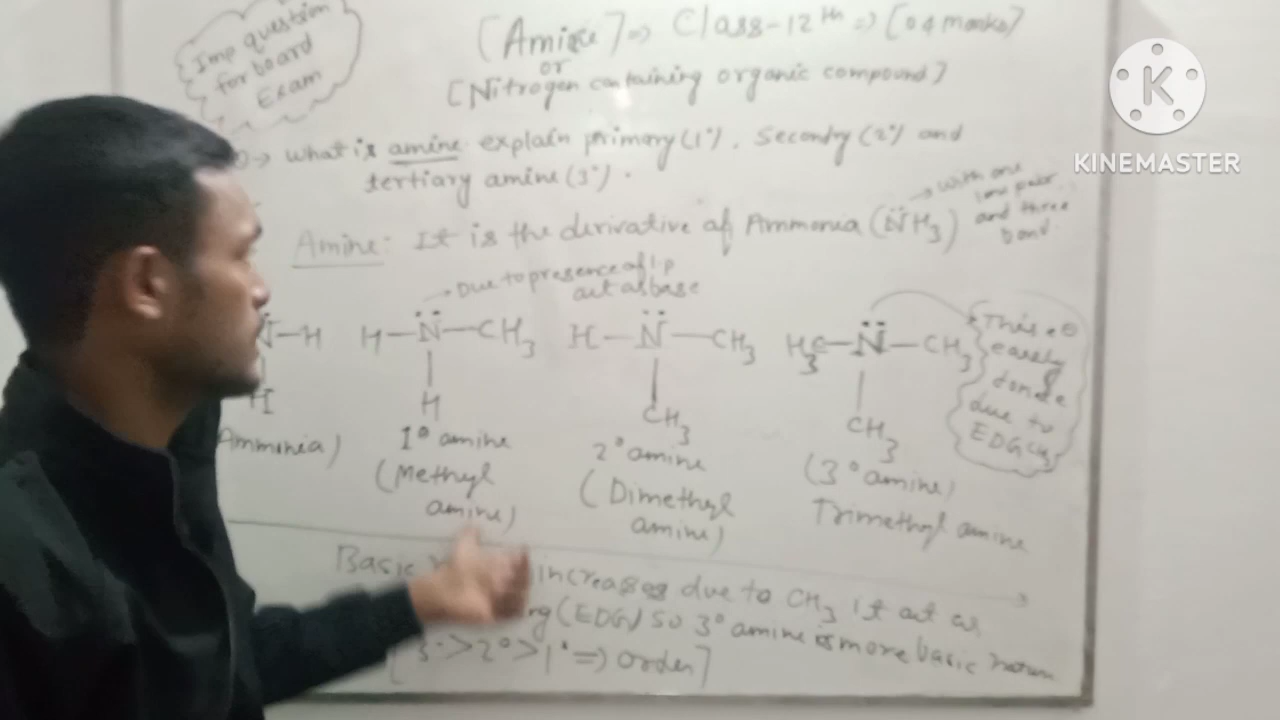 Imp question
for board
Exam
[Amine] => Class-12th => [04 marks]
or
[Nitrogen containing organic compound]
What is amine explain primary (1°), Secondry (2°) and
tertiary amine (3°).
Amine: It is the derivative of Ammonia (N̈H3)
→ With one
lone pair
and three
bond
→ Due to presence of l.p
act as base
N-H
H
(Ammonia)
H-N̈-CH3
H
1° amine
(Methyl
amine)
H-N̈-CH3
CH3
2° amine
(Dimethyl
amine)
H3C-N̈-CH3
CH3
(3° amine)
Trimethyl amine
This e⊖
easily
donate
due to
EDG CH3
Basic increases due to CH3 it act as
(EDG) so 3° amine is more basic
[3°>2°>1° => order]
KINEMASTER